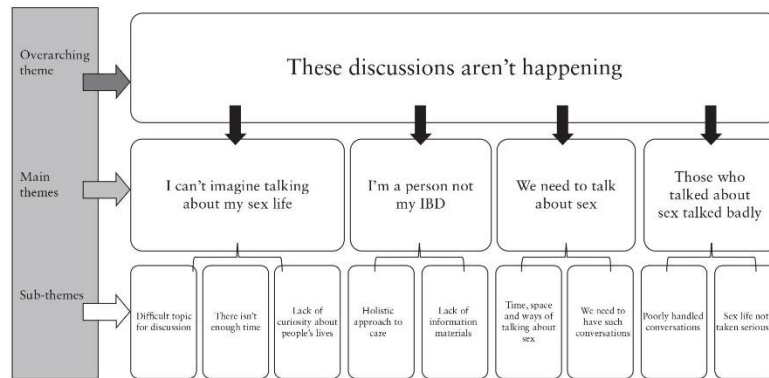 Overarching
theme
These discussions aren't happening
Main
themes
I can't imagine talking
about my sex life
I'm a person not
my IBD
We need to talk
about sex
Those who
talked about
sex talked badly
Sub-themes
Difficult topic
for discussion
There isn't
enough time
Lack of
curiosity about
people's lives
Holistic
approach to
care
Lack of
information
materials
Time, space
and ways of
talking about
sex
We need to
have such
conversations
Poorly handled
conversations
Sex life not
taken serious